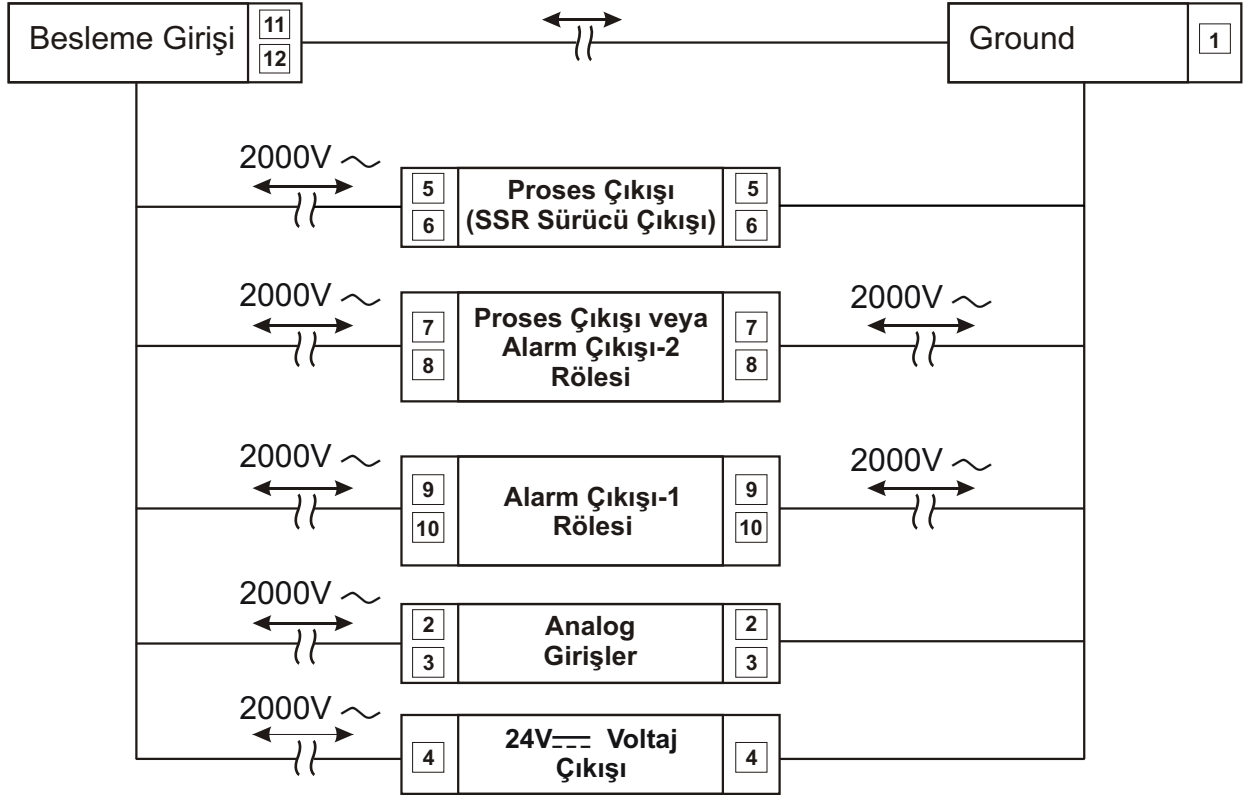 Besleme Girişi
11
12
Ground
1
2000V ~
5
6
Proses Çıkışı
(SSR Sürücü Çıkışı)
5
6
2000V ~
7
8
Proses Çıkışı veya
Alarm Çıkışı-2
Rölesi
7
8
2000V ~
2000V ~
9
10
Alarm Çıkışı-1
Rölesi
9
10
2000V ~
2000V ~
2
3
Analog
Girişler
2
3
2000V ~
4
24V⎓ Voltaj
Çıkışı
4